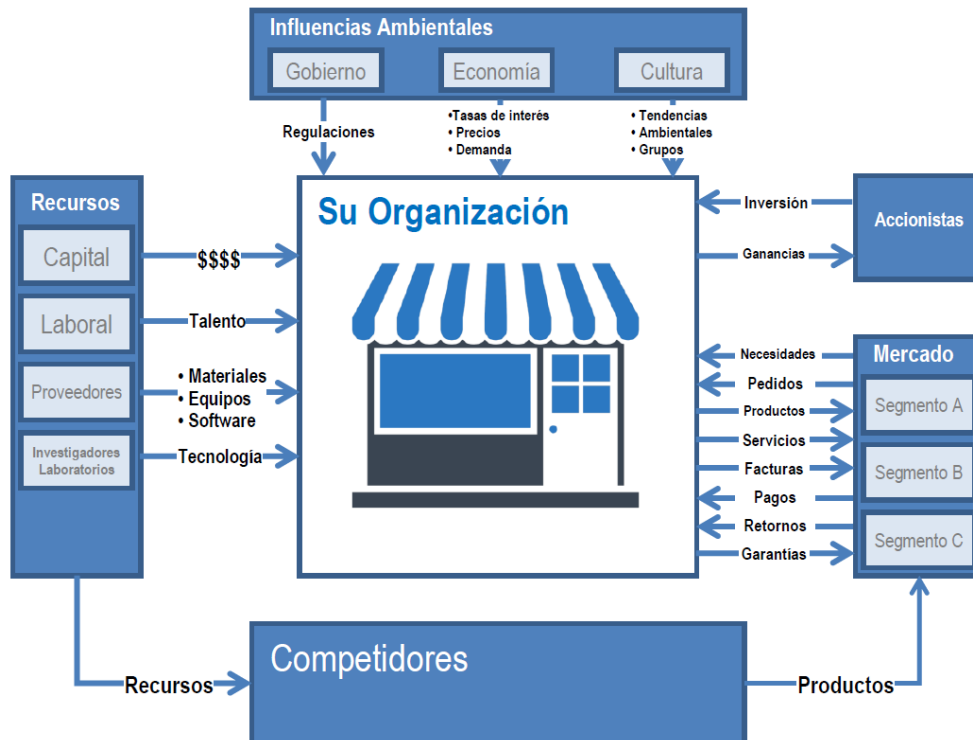 Influencias Ambientales
Gobierno
Economía
Cultura
Regulaciones
•Tasas de interés
• Precios
• Demanda
• Tendencias
• Ambientales
• Grupos
Recursos
Capital
Laboral
Proveedores
Investigadores
Laboratorios
$$$$
Talento
• Materiales
• Equipos
• Software
Tecnología
Su Organización
Inversión
Ganancias
Accionistas
Necesidades
Pedidos
Productos
Servicios
Facturas
Pagos
Retornos
Garantías
Mercado
Segmento A
Segmento B
Segmento C
Competidores
Recursos
Productos